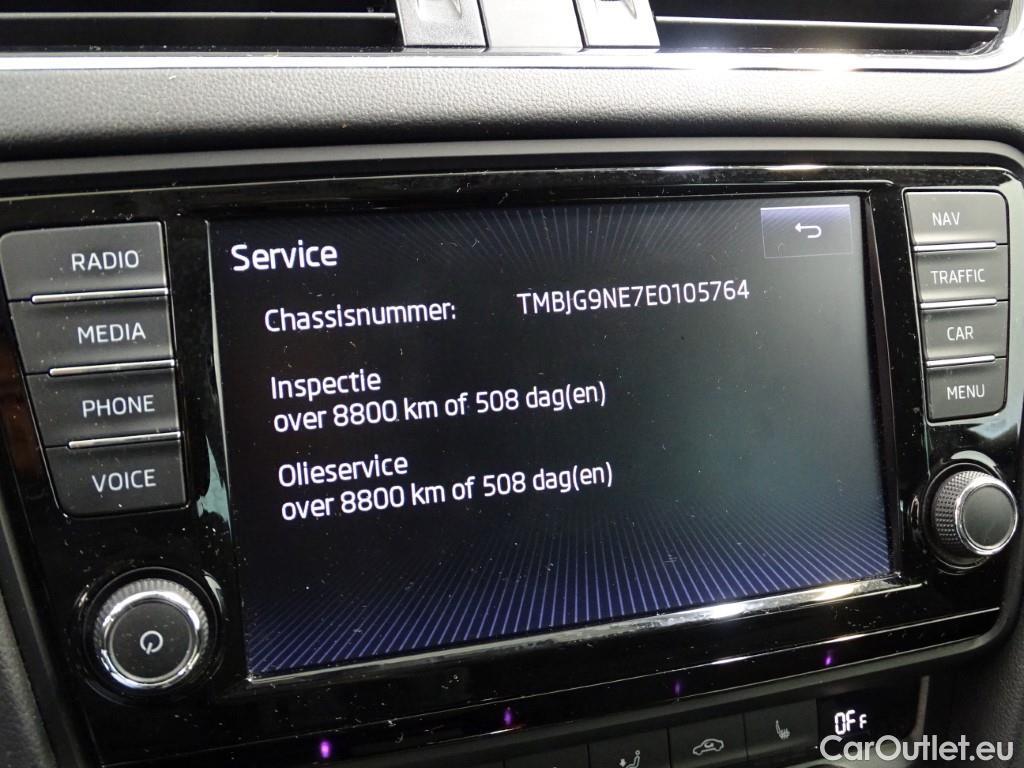 Service
Chassisnummer: TMBJG9NE7E0105764
Inspectie
over 8800 km of 508 dag(en)
Olieservice
over 8800 km of 508 dag(en)
RADIO
MEDIA
PHONE
VOICE
NAV
TRAFFIC
CAR
MENU
OFF
CarOutlet.eu